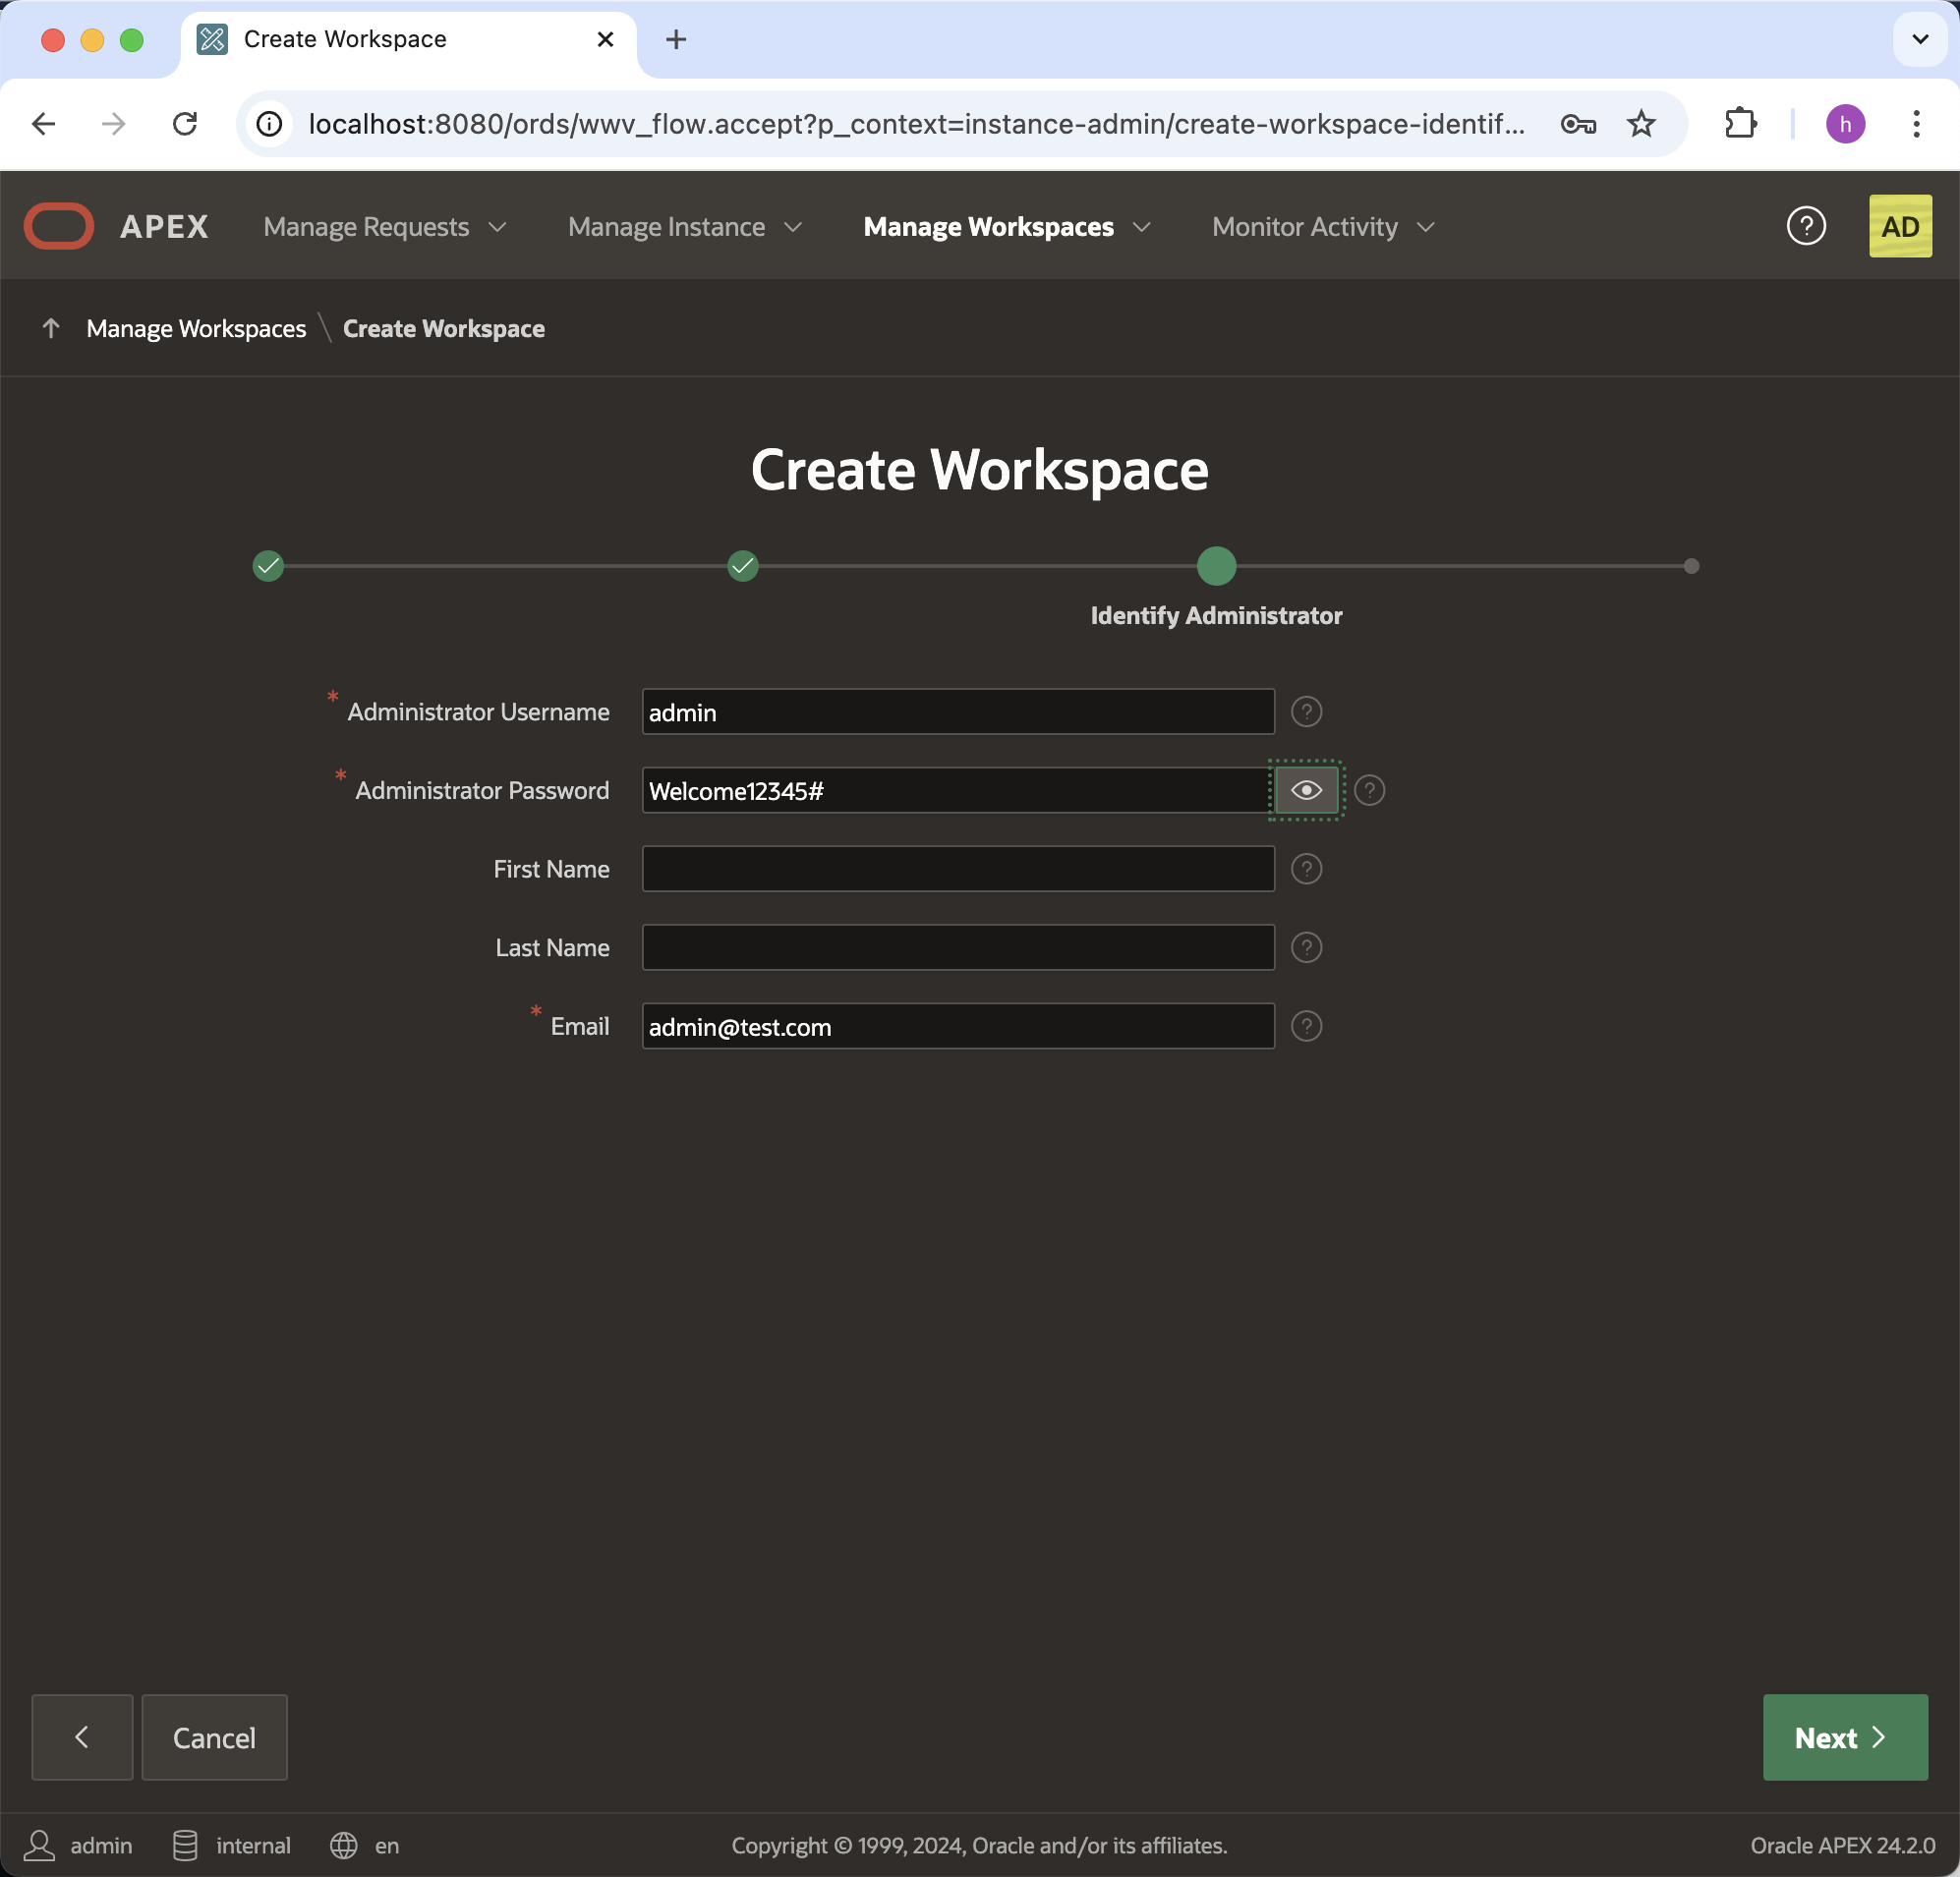 Create Workspace
localhost:8080/ords/wwv_flow.accept?p_context=instance-admin/create-workspace-identif...
h
APEX Manage Requests Manage Instance Manage Workspaces Monitor Activity ? AD
Manage Workspaces \ Create Workspace
Create Workspace
Identify Administrator
* Administrator Username admin ?
* Administrator Password Welcome12345# ?
First Name ?
Last Name ?
* Email admin@test.com ?
Cancel Next
admin internal en Copyright © 1999, 2024, Oracle and/or its affiliates. Oracle APEX 24.2.0